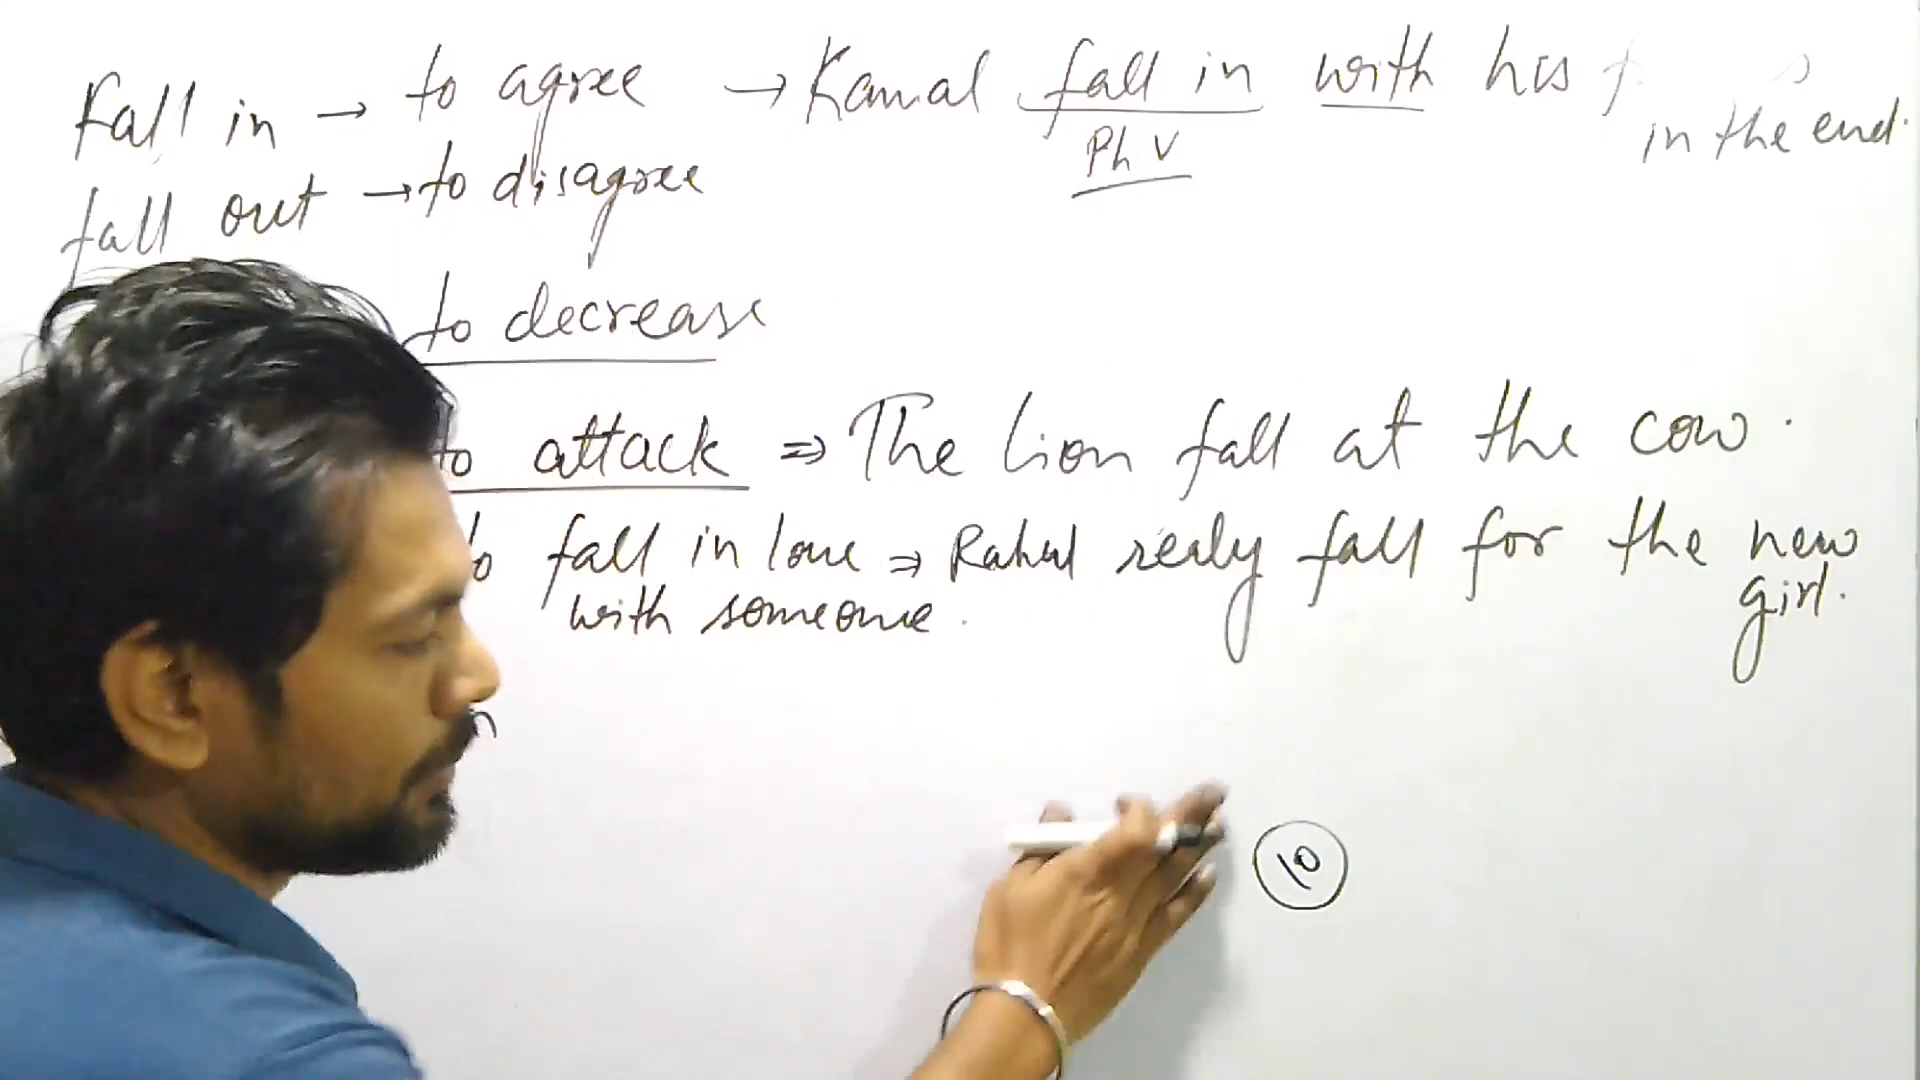 Fall in → to agree → Kamal fall in with his
in the end.
Ph V
fall out → to disagree
to decrease
to attack ⇒ The Lion fall at the cow.
to fall in love ⇒ Rahul realy fall for the new
girl.
with someone.
10